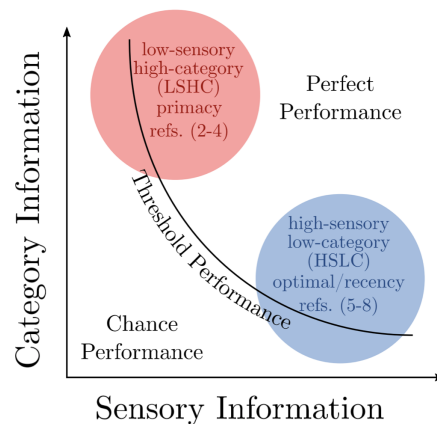 Category Information
low-sensory
high-category
(LSHC)
primacy
refs. (2-4)
Perfect
Performance
Threshold Performance
high-sensory
low-category
(HSLC)
optimal/recency
refs. (5-8)
Chance
Performance
Sensory Information